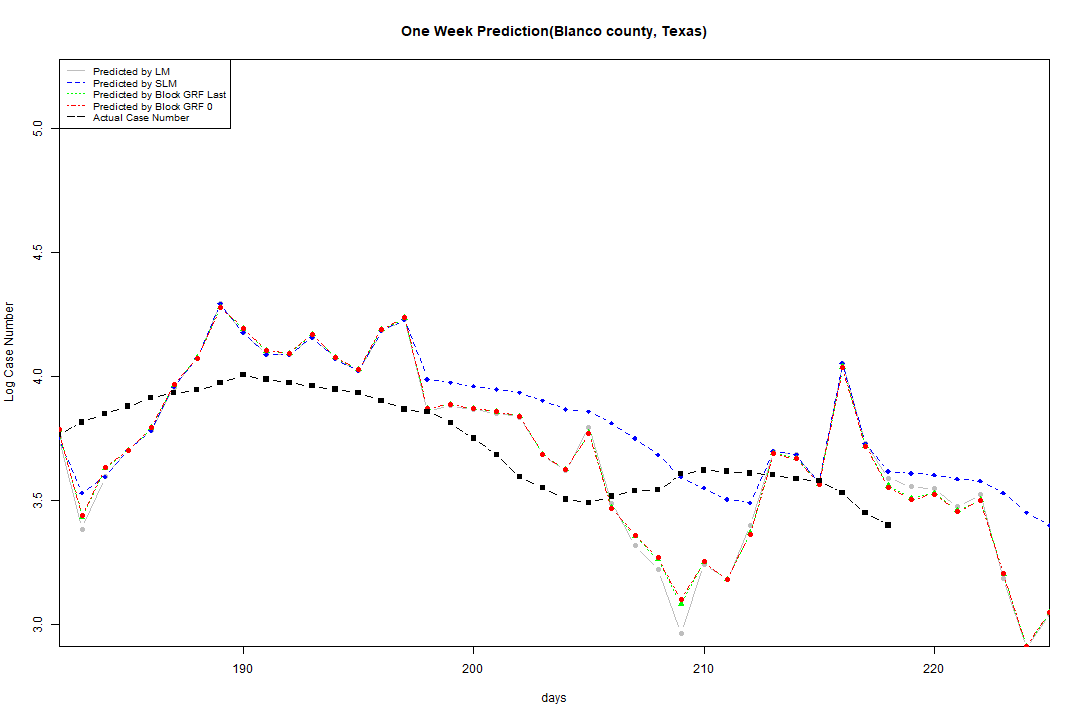 One Week Prediction(Blanco county, Texas)
Predicted by LM
Predicted by SLM
Predicted by Block GRF Last
Predicted by Block GRF 0
Actual Case Number
5.0
4.5
4.0
3.5
3.0
Log Case Number
190 200 210 220
days